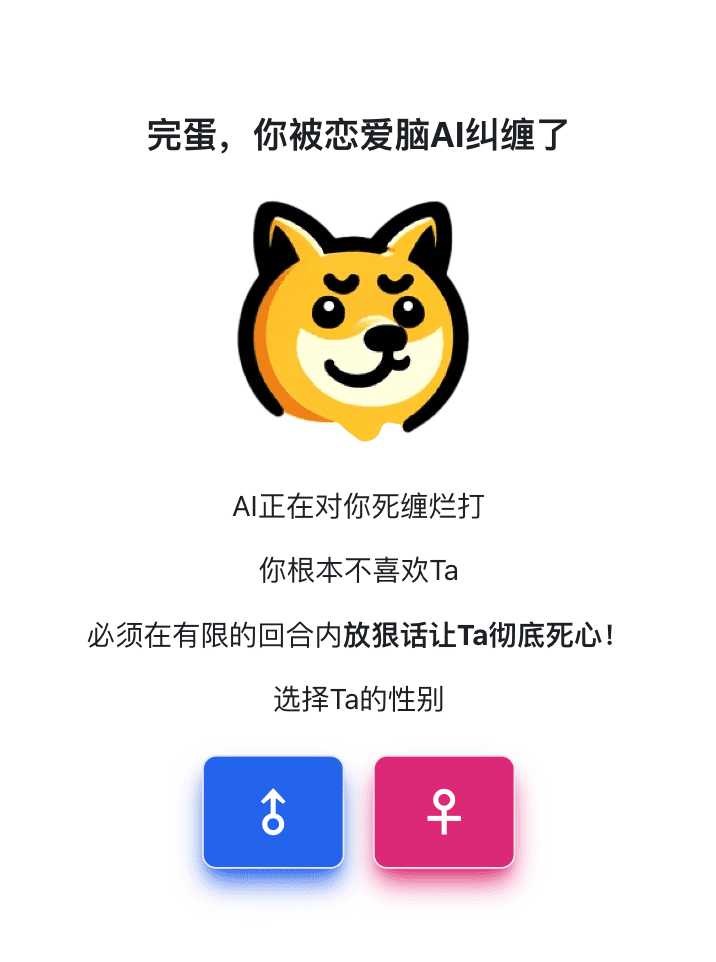 完蛋，你被恋爱脑AI纠缠了
AI正在对你死缠烂打
你根本不喜欢Ta
必须在有限的回合内放狠话让Ta彻底死心！
选择Ta的性别